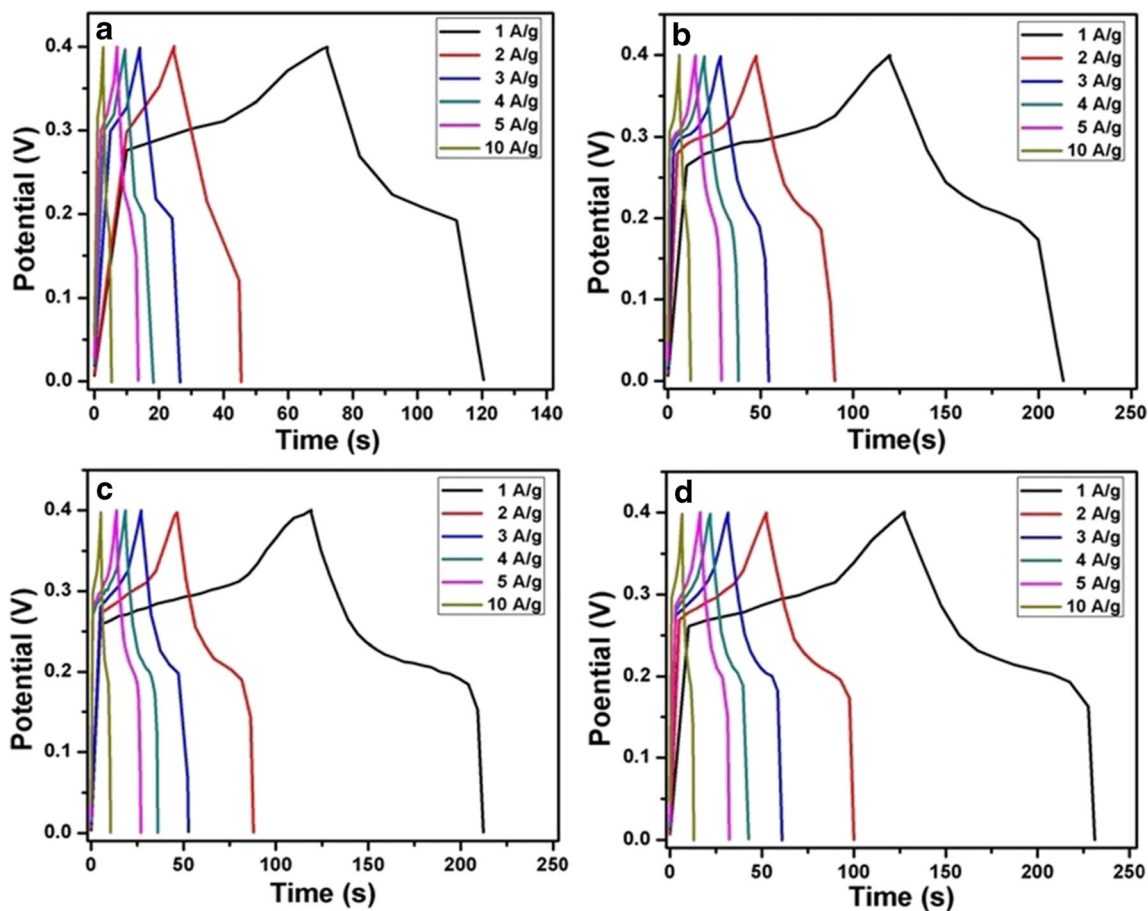 a
1 A/g
2 A/g
3 A/g
4 A/g
5 A/g
10 A/g
0.4
0.3
0.2
0.1
0.0
Potential (V)
0 20 40 60 80 100 120 140
Time (s)
b
1 A/g
2 A/g
3 A/g
4 A/g
5 A/g
10 A/g
0.4
0.3
0.2
0.1
0.0
Potential (V)
0 50 100 150 200 250
Time(s)
c
1 A/g
2 A/g
3 A/g
4 A/g
5 A/g
10 A/g
0.4
0.3
0.2
0.1
0.0
Potential (V)
0 50 100 150 200 250
Time (s)
d
1 A/g
2 A/g
3 A/g
4 A/g
5 A/g
10 A/g
0.4
0.3
0.2
0.1
0.0
Poential (V)
0 50 100 150 200 250
Time (s)